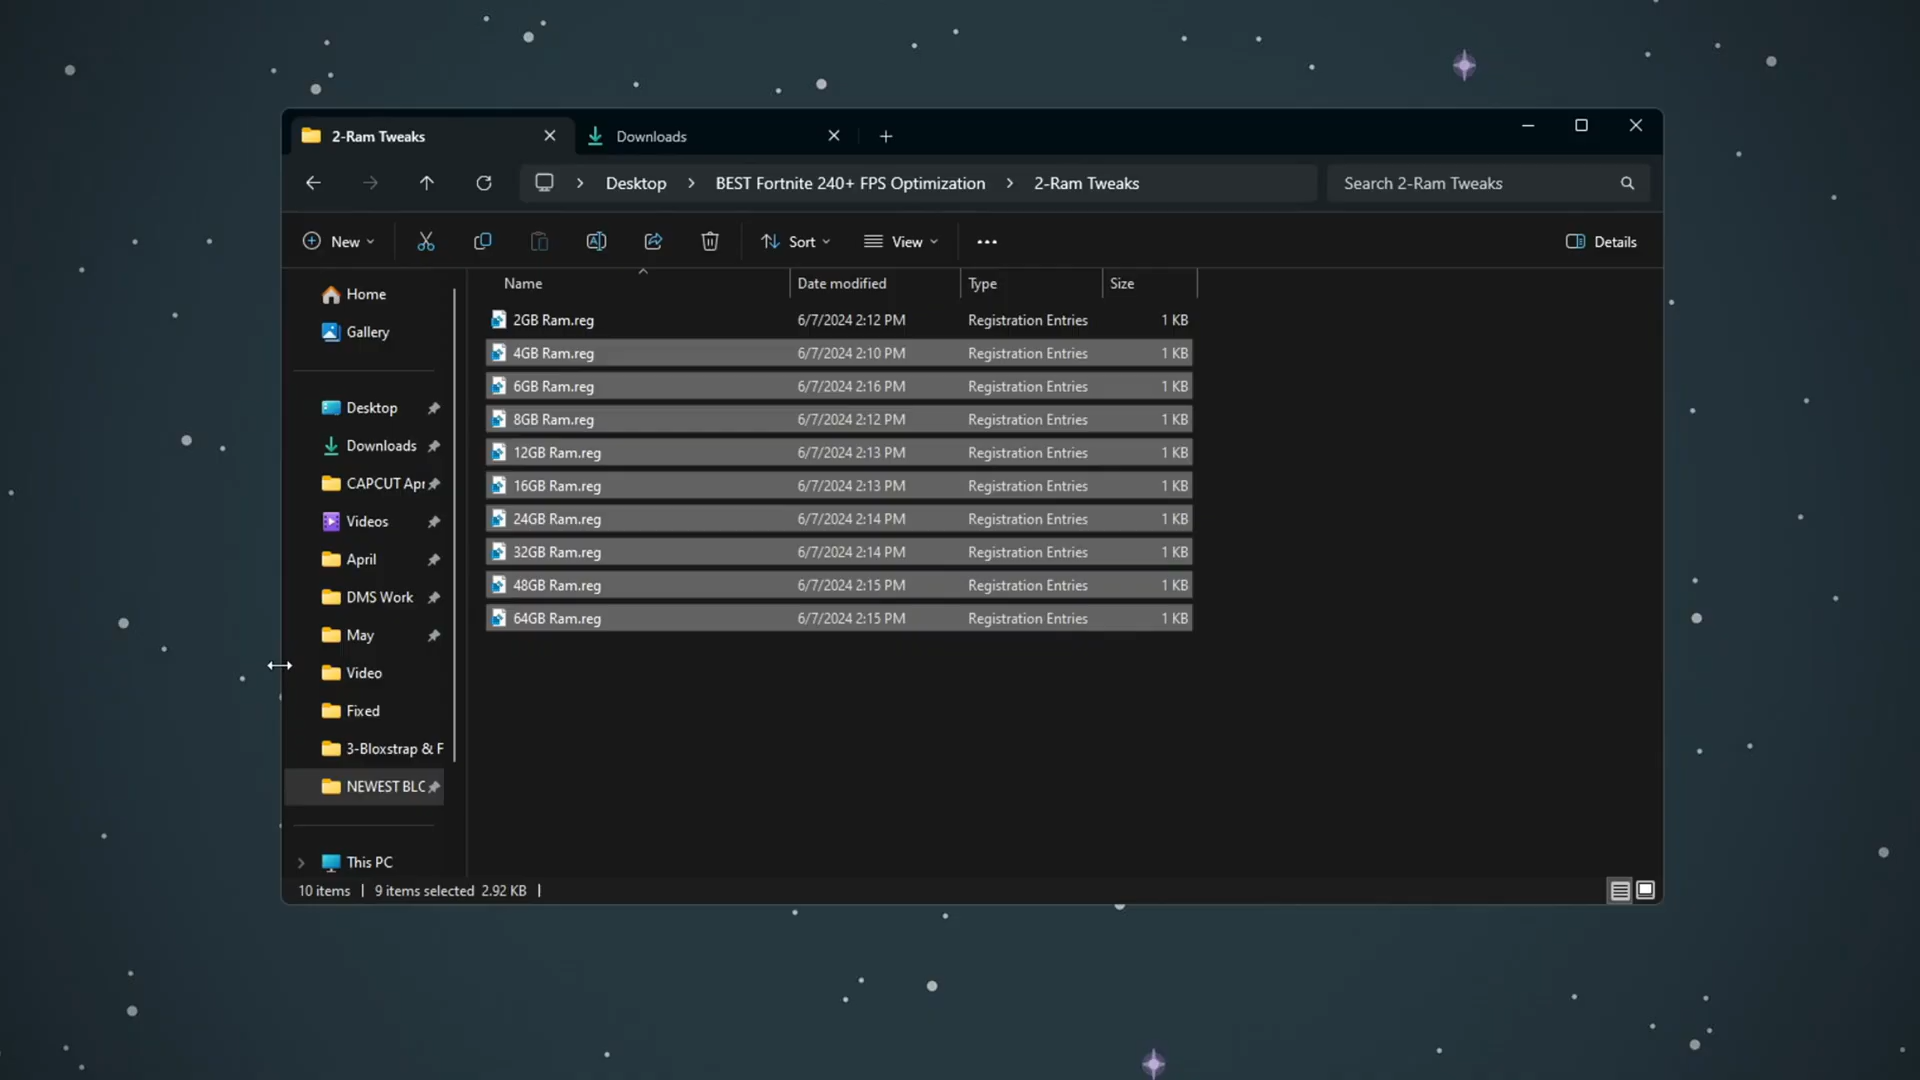 2-Ram Tweaks
Downloads
Desktop
BEST Fortnite 240+ FPS Optimization
2-Ram Tweaks
Search 2-Ram Tweaks
New
Sort
View
Details
Name Date modified Type Size
Home
Gallery
Desktop
Downloads
CAPCUT Apr
Videos
April
DMS Work
May
Video
Fixed
3-Bloxstrap & F
NEWEST BLC
This PC
2GB Ram.reg 6/7/2024 2:12 PM Registration Entries 1 KB
4GB Ram.reg 6/7/2024 2:10 PM Registration Entries 1 KB
6GB Ram.reg 6/7/2024 2:16 PM Registration Entries 1 KB
8GB Ram.reg 6/7/2024 2:12 PM Registration Entries 1 KB
12GB Ram.reg 6/7/2024 2:13 PM Registration Entries 1 KB
16GB Ram.reg 6/7/2024 2:13 PM Registration Entries 1 KB
24GB Ram.reg 6/7/2024 2:14 PM Registration Entries 1 KB
32GB Ram.reg 6/7/2024 2:14 PM Registration Entries 1 KB
48GB Ram.reg 6/7/2024 2:15 PM Registration Entries 1 KB
64GB Ram.reg 6/7/2024 2:15 PM Registration Entries 1 KB
10 items | 9 items selected 2.92 KB |